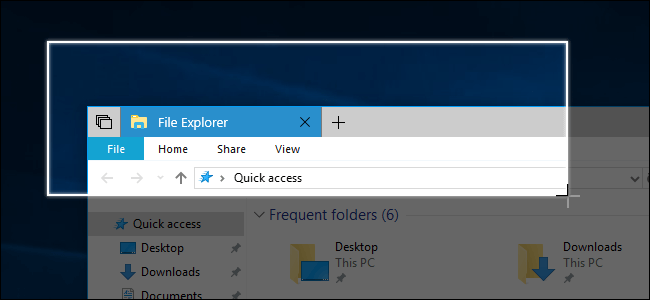 File Explorer
File Home Share View
Quick access
Quick access
Frequent folders (6)
Desktop
Desktop
This PC
Downloads
This PC
Downloads
Documents